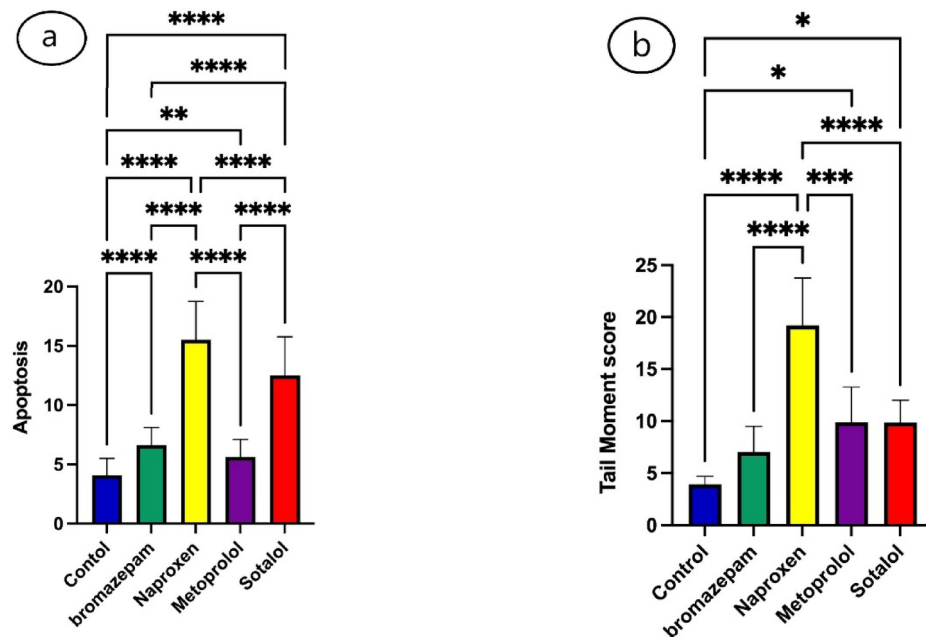 a
****
****
**
**** ****
**** ****
**** ****
Apoptosis
20
15
10
5
0
Contol
bromazepam
Naproxen
Metoprolol
Sotalol
b
*
*
****
**** ***
****
Tail Moment score
25
20
15
10
5
0
Control
bromazepam
Naproxen
Metoprolol
Sotalol